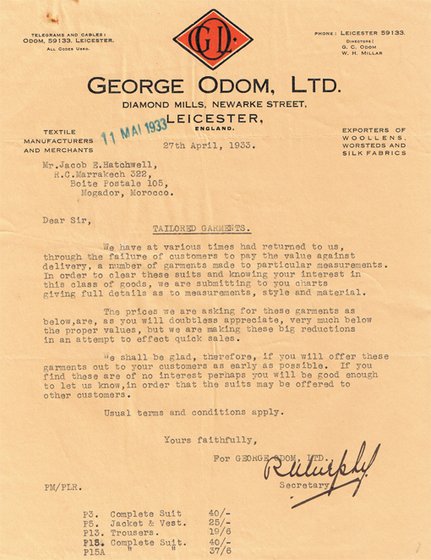 TELEGRAMS AND CABLES:
ODOM, 59133, LEICESTER.
ALL CODES USED.
GOL
PHONE: LEICESTER 59133.
DIRECTORS:
G. C. ODOM
W. H. MILLAR
GEORGE ODOM, LTD.
DIAMOND MILLS, NEWARKE STREET,
LEICESTER,
ENGLAND.
TEXTILE
MANUFACTURERS
AND MERCHANTS
11 MAI 1933
EXPORTERS OF
WOOLLENS,
WORSTEDS AND
SILK FABRICS
27th April, 1933.
Mr.Jacob E.Hatchwell,
R.C.Marrakech 322,
Boite Postale 105,
Mogador, Morocco.
Dear Sir,
TAILORED GARMENTS.
We have at various times had returned to us,
through the failure of customers to pay the value against
delivery, a number of garments made to particular measurements.
In order to clear these suits and knowing your interest in
this class of goods, we are submitting to you charts
giving full details as to measurements, style and material.
The prices we are asking for these garments as
below,are, as you will doubtless appreciate, very much below
the proper values, but we are making these big reductions
in an attempt to effect quick sales.
We shall be glad, therefore, if you will offer these
garments out to your customers as early as possible. If you
find these are of no interest perhaps you will be good enough
to let us know,in order that the suits may be offered to
other customers.
Usual terms and conditions apply.
Yours faithfully,
For GEORGE ODOM, LTD.
R Murphy
Secretary.
PM/PLR.
P3. Complete Suit 40/-
P5. Jacket & Vest. 25/-
P13. Trousers. 19/6
P15. Complete Suit 40/-
P15A " " 37/6